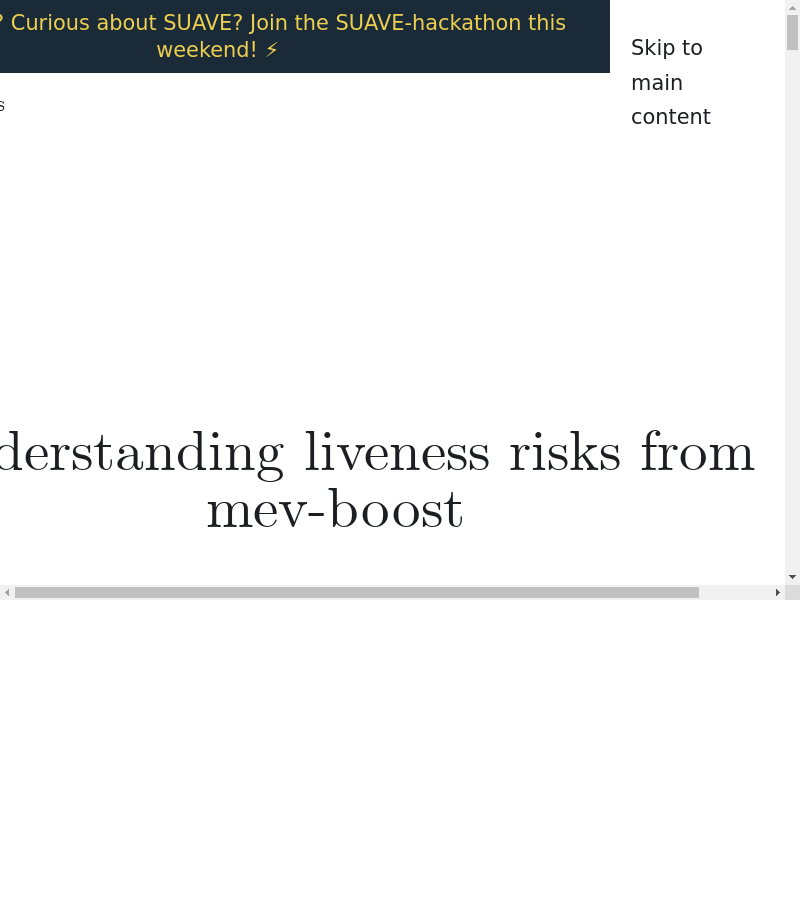 ? Curious about SUAVE? Join the SUAVE-hackathon this
weekend! ⚡
Skip to
main
content
s
derstanding liveness risks from
mev-boost